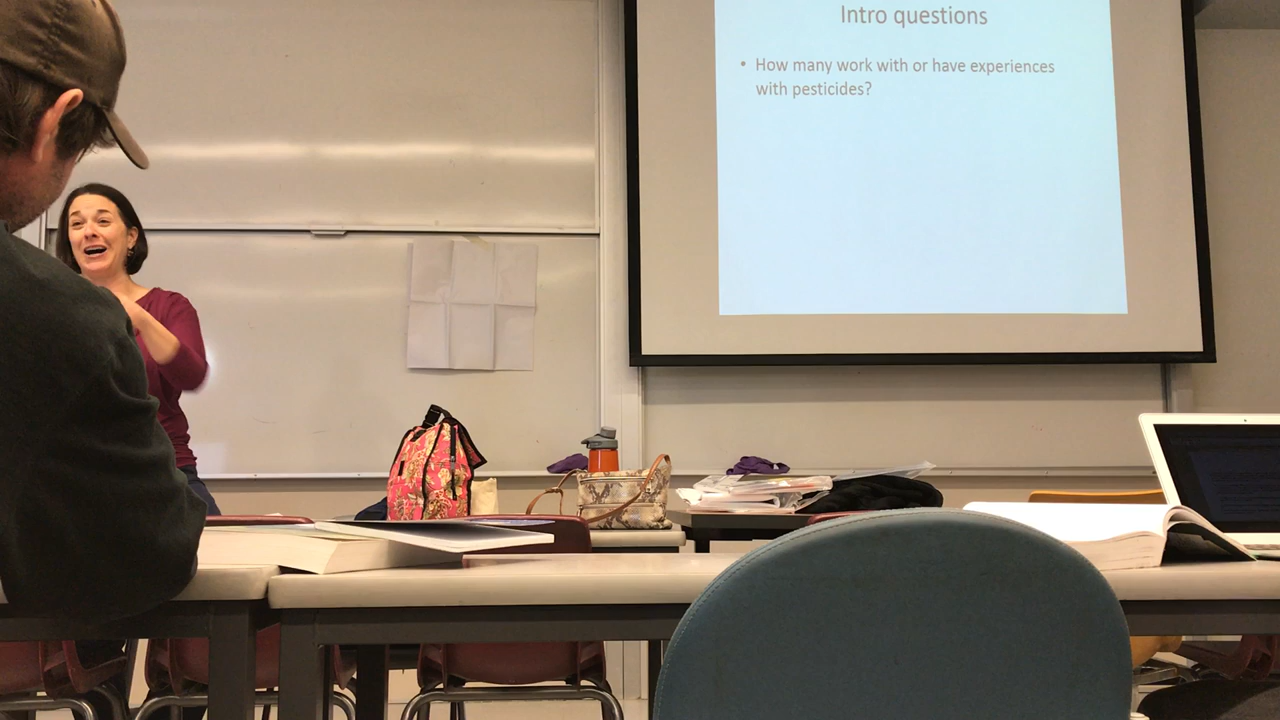 Intro questions
• How many work with or have experiences
with pesticides?